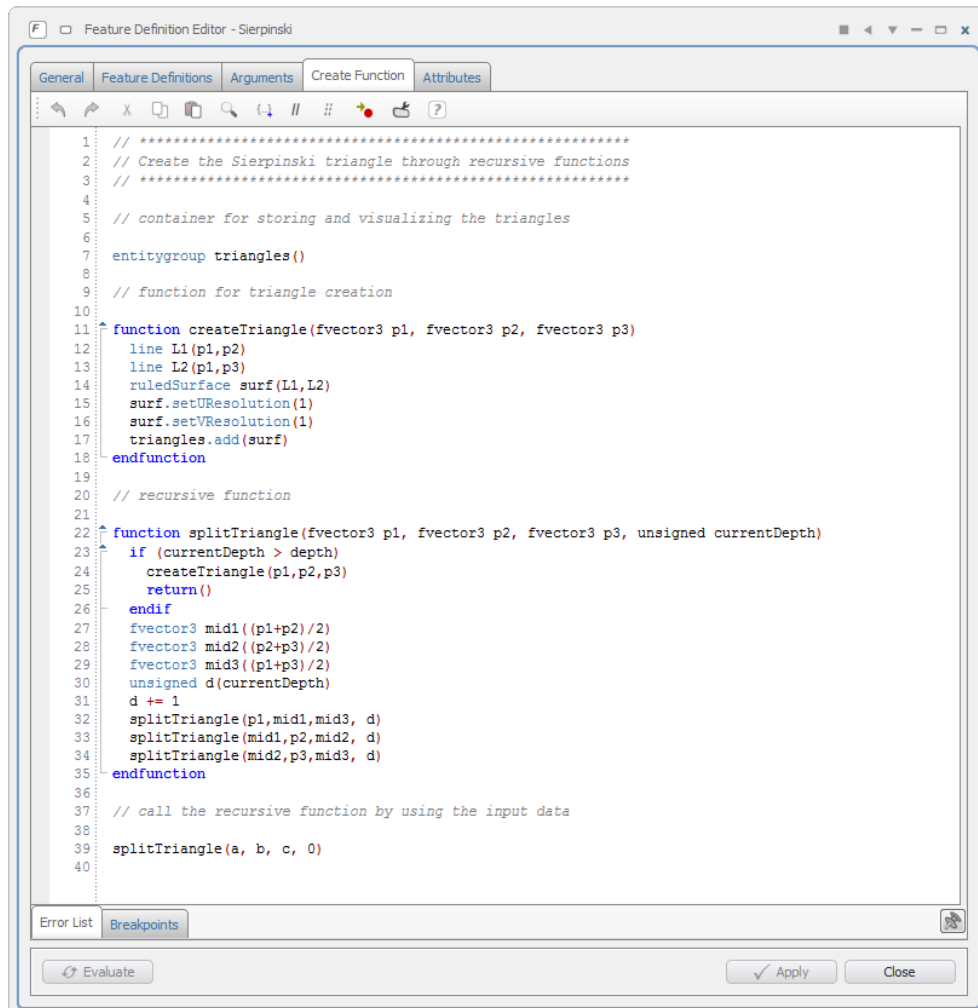 Feature Definition Editor - Sierpinski
General Feature Definitions Arguments Create Function Attributes
1 // **********************************************************
2 // Create the Sierpinski triangle through recursive functions
3 // **********************************************************
4
5 // container for storing and visualizing the triangles
6
7 entitygroup triangles()
8
9 // function for triangle creation
10
11 function createTriangle(fvector3 p1, fvector3 p2, fvector3 p3)
12 line L1(p1,p2)
13 line L2(p1,p3)
14 ruledSurface surf(L1,L2)
15 surf.setUResolution(1)
16 surf.setVResolution(1)
17 triangles.add(surf)
18 endfunction
19
20 // recursive function
21
22 function splitTriangle(fvector3 p1, fvector3 p2, fvector3 p3, unsigned currentDepth)
23 if (currentDepth > depth)
24 createTriangle(p1,p2,p3)
25 return()
26 endif
27 fvector3 mid1((p1+p2)/2)
28 fvector3 mid2((p2+p3)/2)
29 fvector3 mid3((p1+p3)/2)
30 unsigned d(currentDepth)
31 d += 1
32 splitTriangle(p1,mid1,mid3, d)
33 splitTriangle(mid1,p2,mid2, d)
34 splitTriangle(mid2,p3,mid3, d)
35 endfunction
36
37 // call the recursive function by using the input data
38
39 splitTriangle(a, b, c, 0)
40
Error List Breakpoints
Evaluate Apply Close